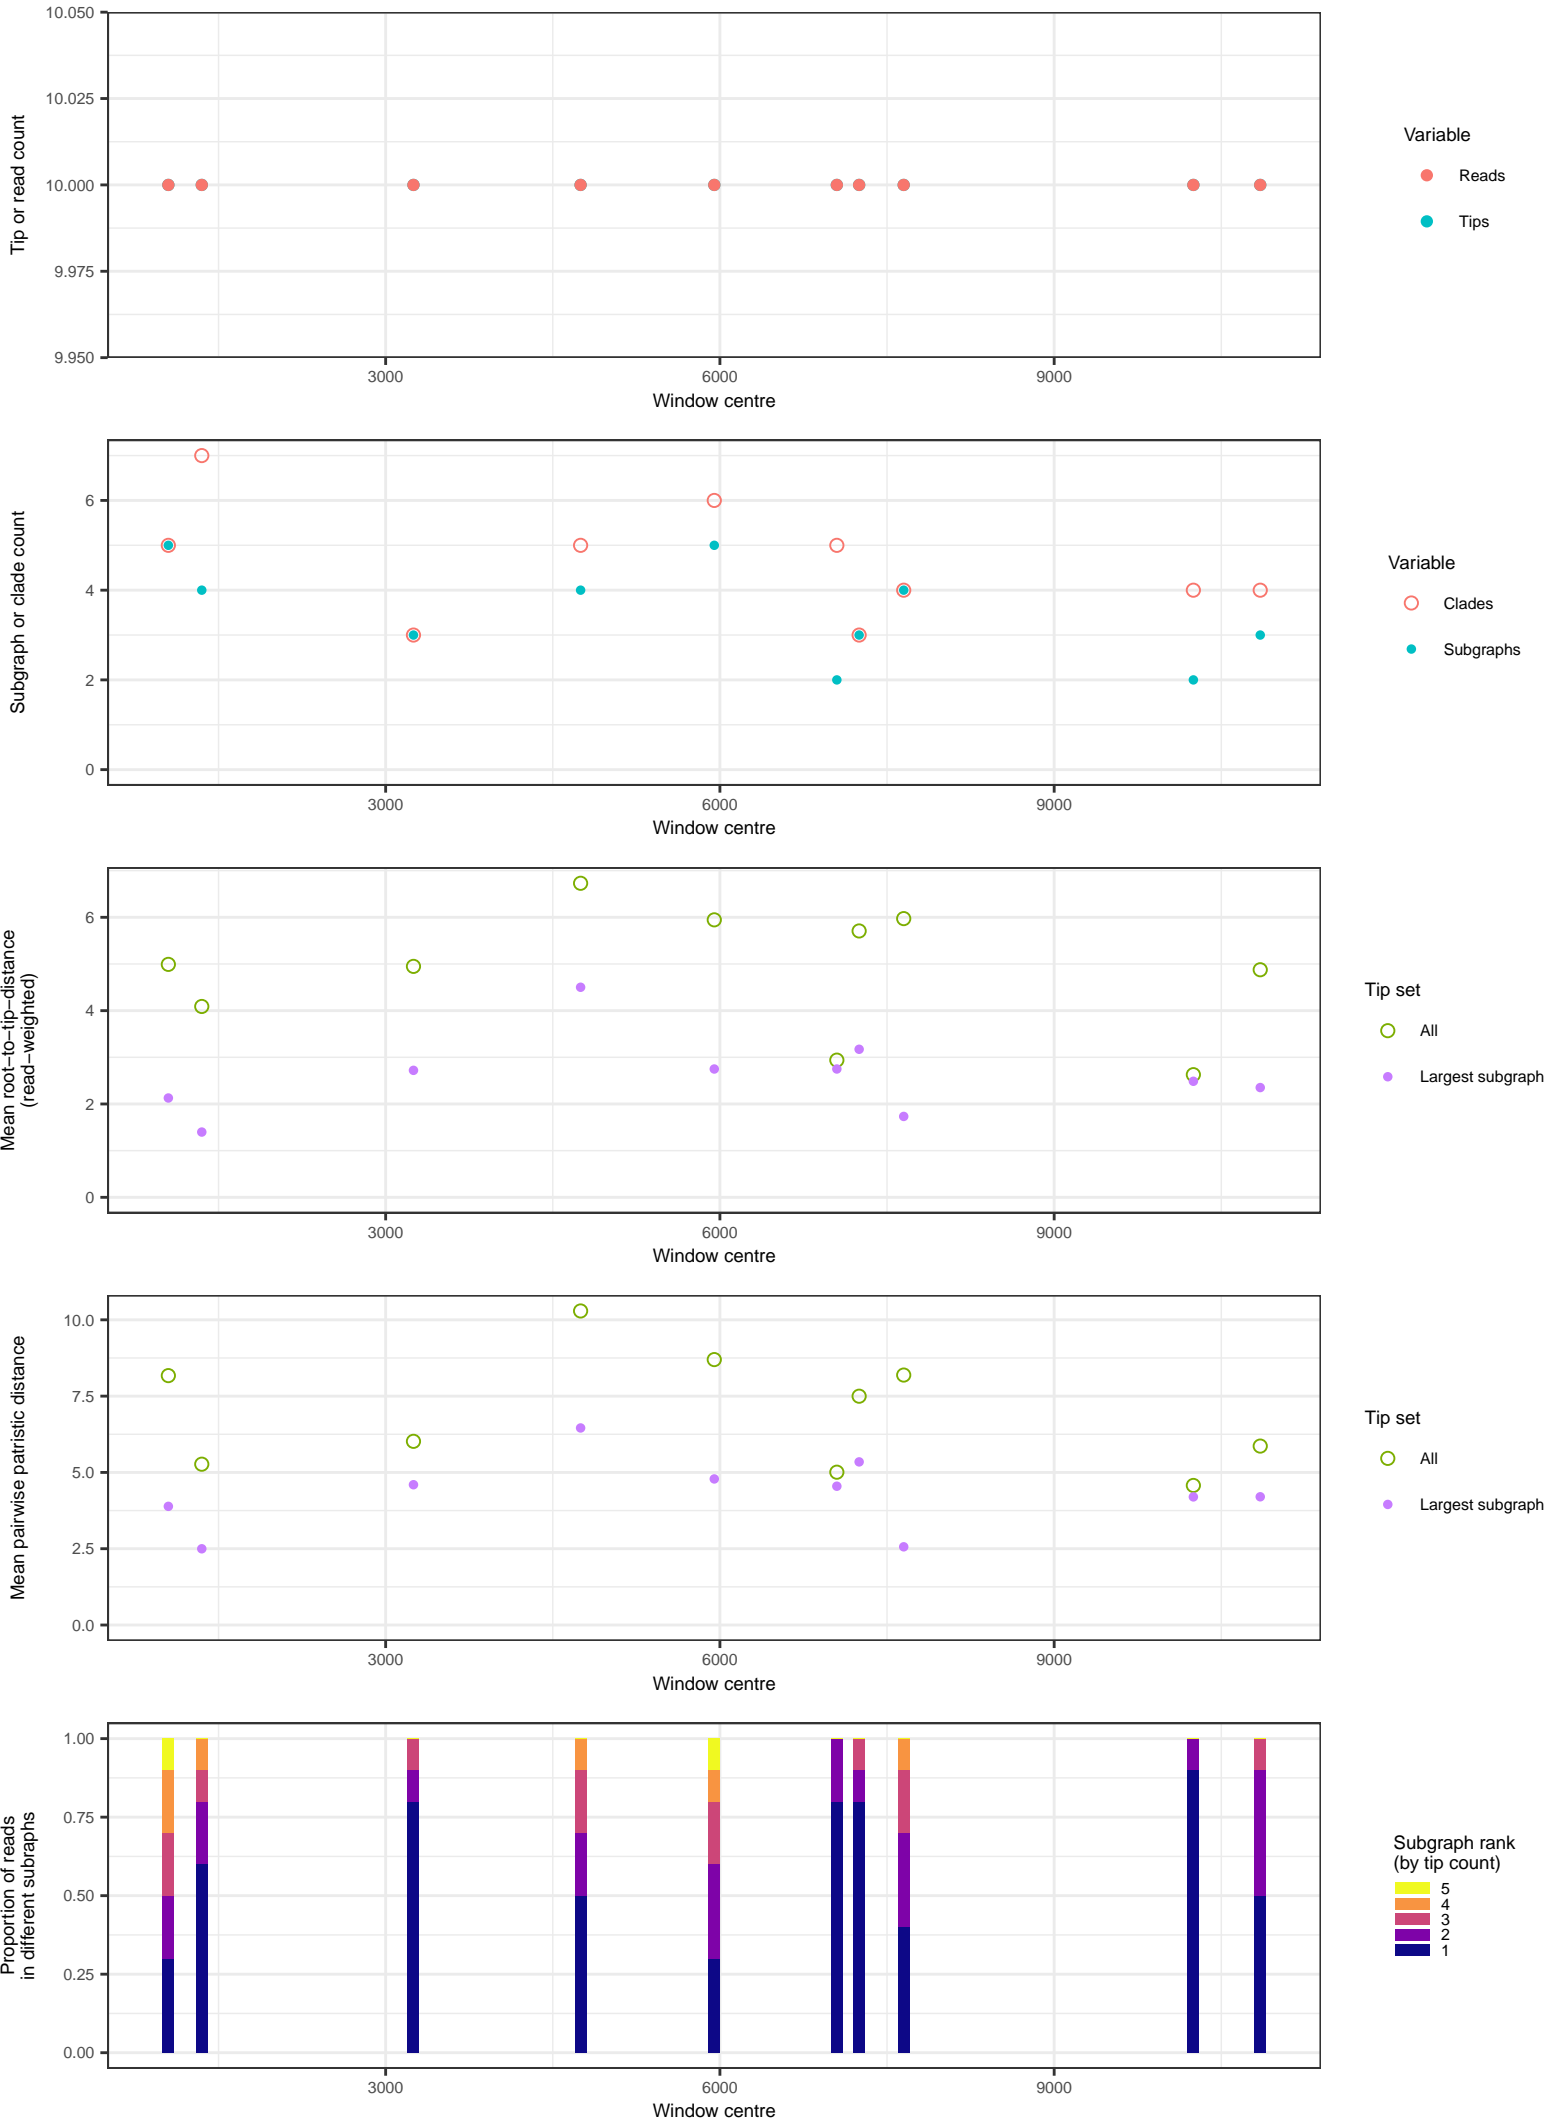 10.050
10.025
10.000
9.975
9.950
Tip or read count
3000
6000
9000
Window centre
Variable
Reads
Tips
6
4
2
0
Subgraph or clade count
3000
6000
9000
Window centre
Variable
Clades
Subgraphs
6
4
2
0
Mean root−to−tip−distance
(read−weighted)
3000
6000
9000
Window centre
Tip set
All
Largest subgraph
10.0
7.5
5.0
2.5
0.0
Mean pairwise patristic distance
3000
6000
9000
Window centre
Tip set
All
Largest subgraph
1.00
0.75
0.50
0.25
0.00
Proportion of reads
in different subraphs
3000
6000
9000
Window centre
Subgraph rank
(by tip count)
5
4
3
2
1